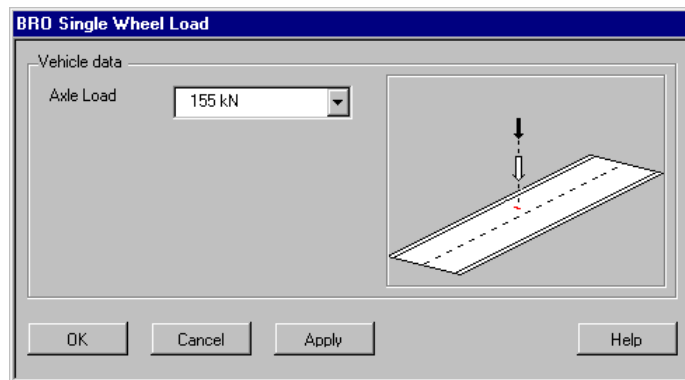 BRO Single Wheel Load
Vehicle data
Axle Load
155 kN
OK
Cancel
Apply
Help